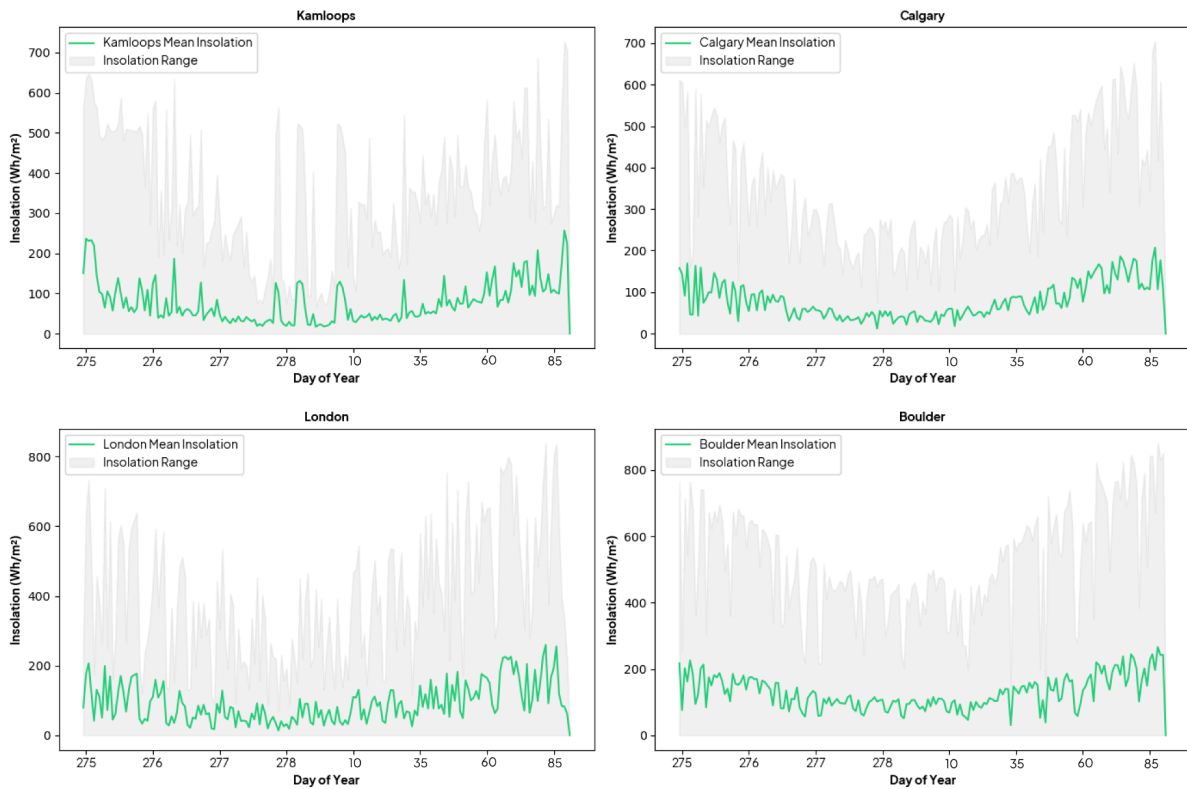 Kamloops
Kamloops Mean Insolation
Insolation Range
Insolation (Wh/m²)
700
600
500
400
300
200
100
0
275 276 277 278 10 35 60 85
Day of Year
Calgary
Calgary Mean Insolation
Insolation Range
Insolation (Wh/m²)
700
600
500
400
300
200
100
0
275 276 277 278 10 35 60 85
Day of Year
London
London Mean Insolation
Insolation Range
Insolation (Wh/m²)
800
600
400
200
0
275 276 277 278 10 35 60 85
Day of Year
Boulder
Boulder Mean Insolation
Insolation Range
Insolation (Wh/m²)
800
600
400
200
0
275 276 277 278 10 35 60 85
Day of Year